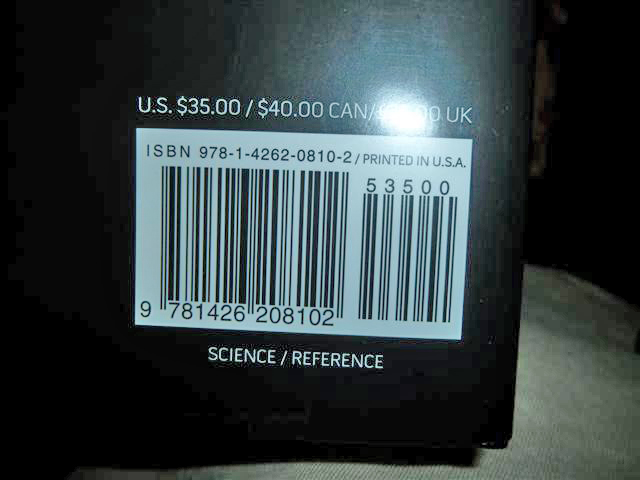 U.S. $35.00 / $40.00 CAN/ UK
ISBN 978-1-4262-0810-2 / PRINTED IN U.S.A.
53500
9 781426 208102
SCIENCE / REFERENCE